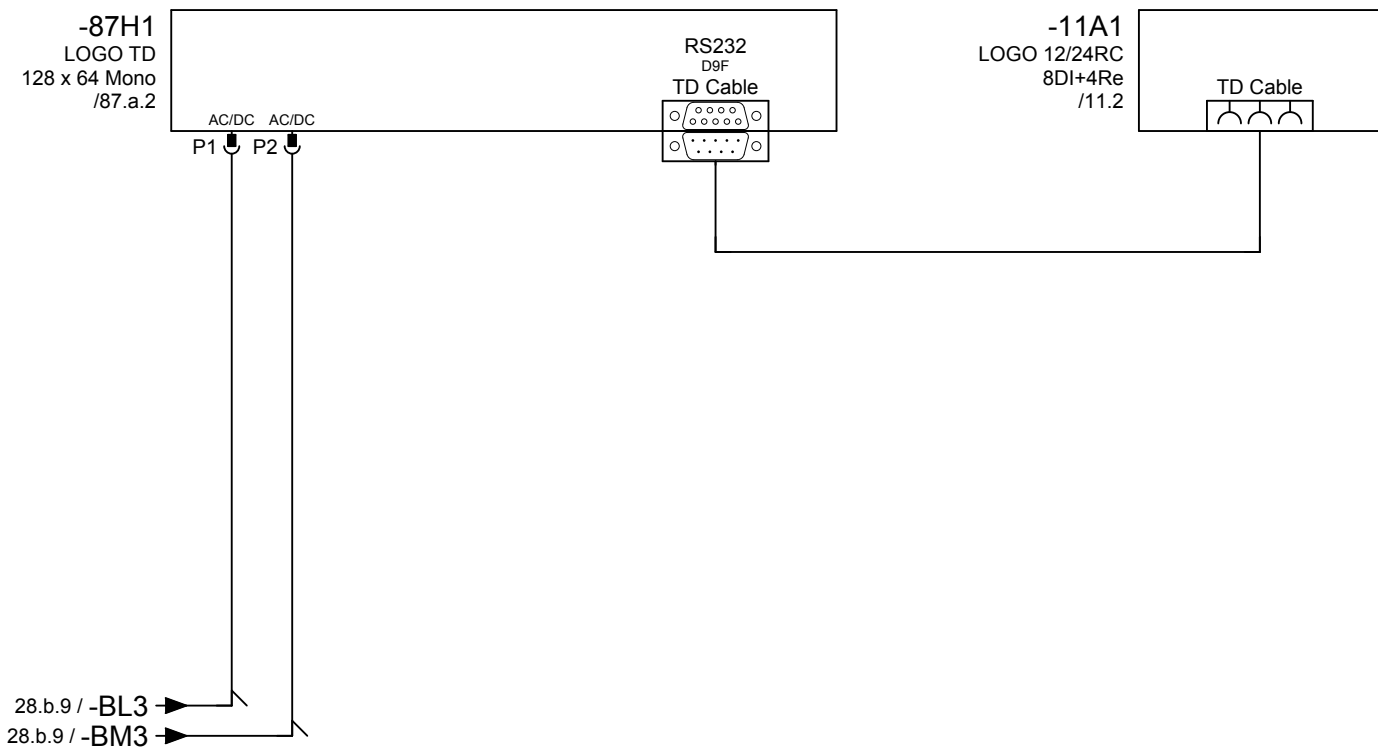 -87H1
LOGO TD
128 x 64 Mono
/87.a.2
AC/DC AC/DC
P1 P2
RS232
D9F
TD Cable
-11A1
LOGO 12/24RC
8DI+4Re
/11.2
TD Cable
28.b.9 / -BL3
28.b.9 / -BM3